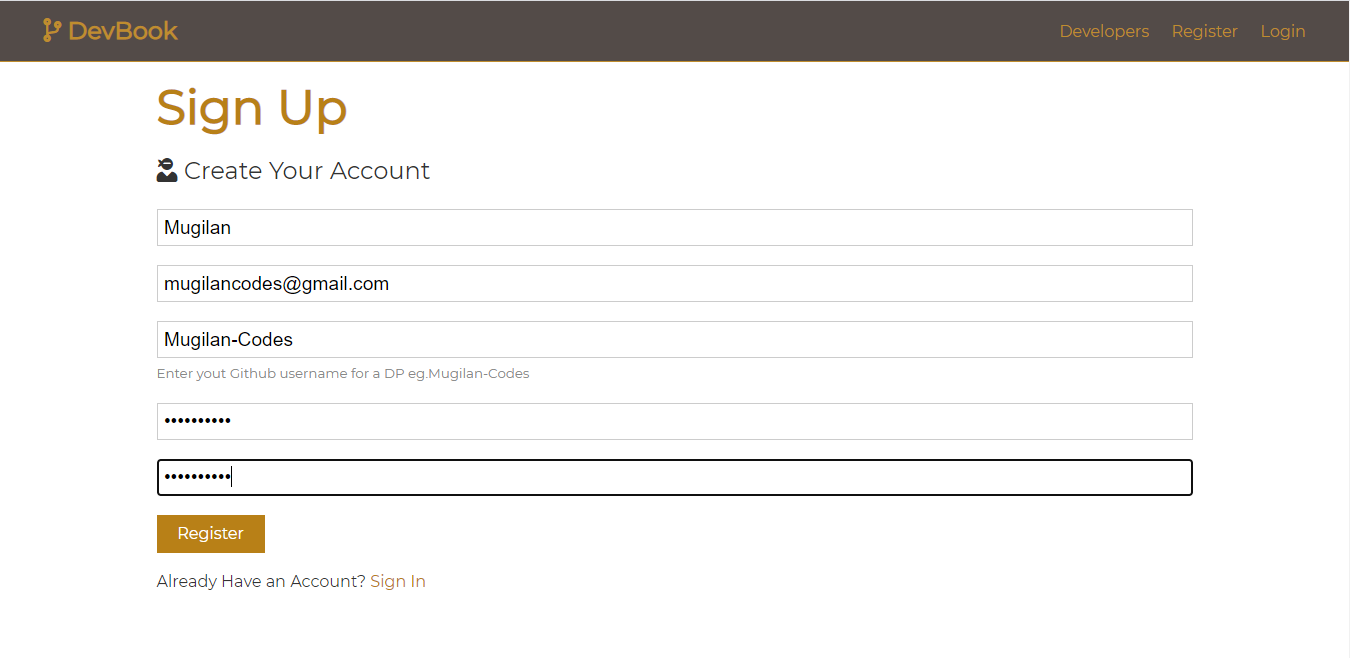 DevBook
Developers Register Login
Sign Up
Create Your Account
Mugilan
mugilancodes@gmail.com
Mugilan-Codes
Enter yout Github username for a DP eg.Mugilan-Codes
••••••••••
••••••••••
Register
Already Have an Account? Sign In